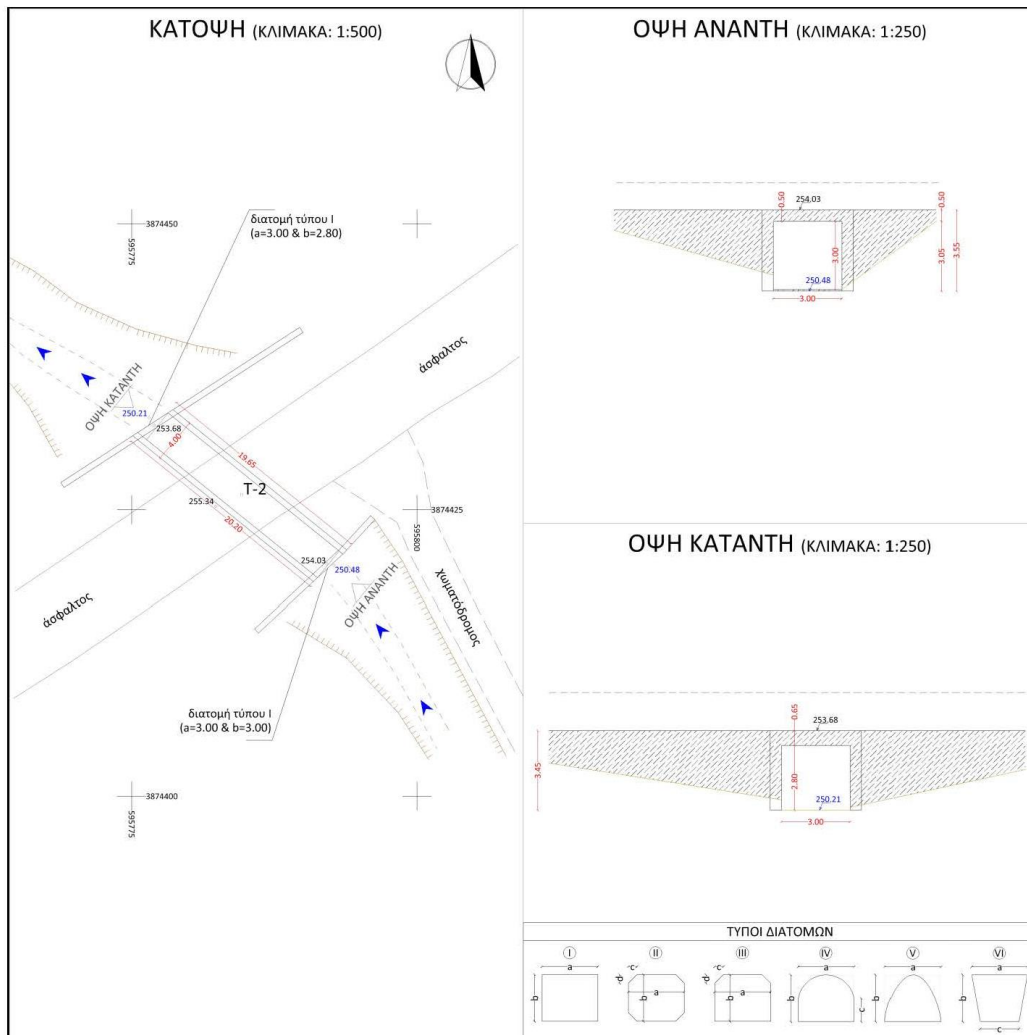 ΚΑΤΟΨΗ (ΚΛΙΜΑΚΑ: 1:500)
3874450
595775
διατομή τύπου Ι
(a=3.00 & b=2.80)
άσφαλτος
ΟΨΗ ΚΑΤΑΝΤΗ
250.21
253.68
4.00
19.65
T-2
255.34
20.20
3874425
595800
254.03
250.48
ΟΨΗ ΑΝΑΝΤΗ
χωματόδρομος
άσφαλτος
διατομή τύπου Ι
(a=3.00 & b=3.00)
3874400
595775
ΟΨΗ ΑΝΑΝΤΗ (ΚΛΙΜΑΚΑ: 1:250)
0.50
254.03
0.50
3.00
3.05
3.55
250.48
3.00
ΟΨΗ ΚΑΤΑΝΤΗ (ΚΛΙΜΑΚΑ: 1:250)
0.65
253.68
3.45
2.80
250.21
3.00
ΤΥΠΟΙ ΔΙΑΤΟΜΩΝ
I II III IV V VI
a c c a a a
b d b a d b a b c b b c